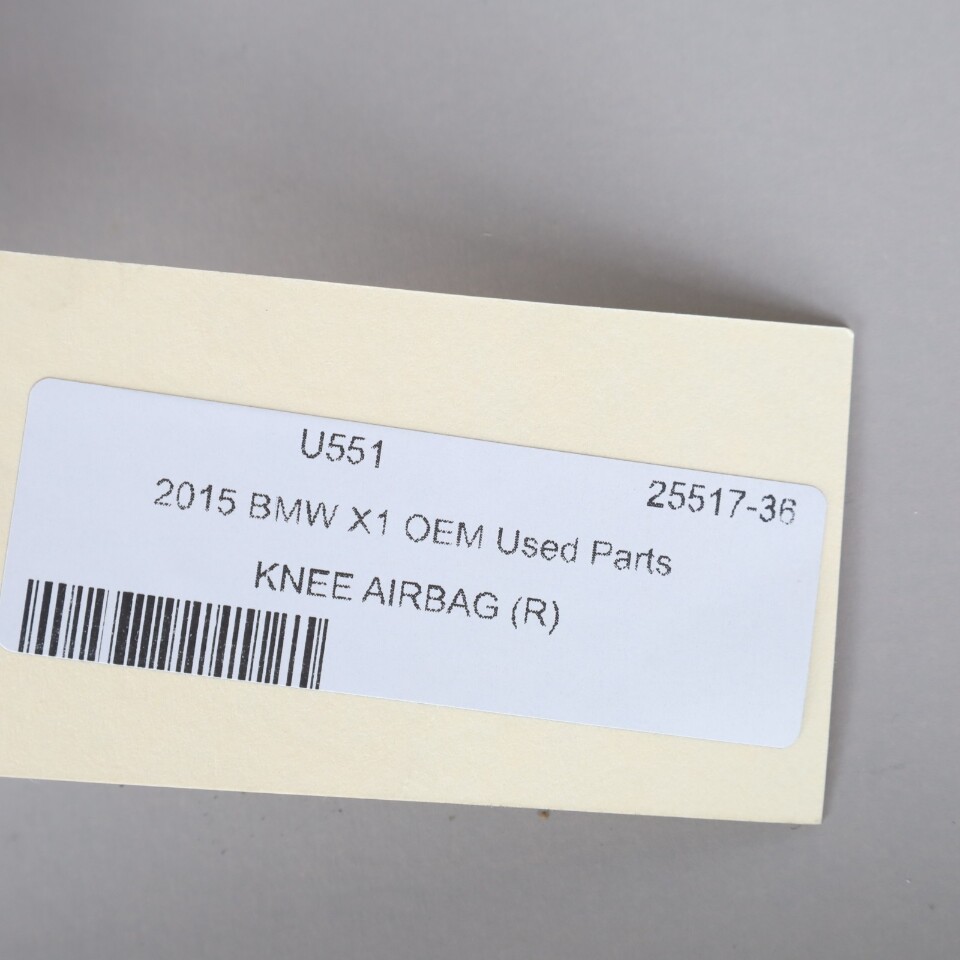 U551
25517-36
2015 BMW X1 OEM Used Parts
KNEE AIRBAG (R)